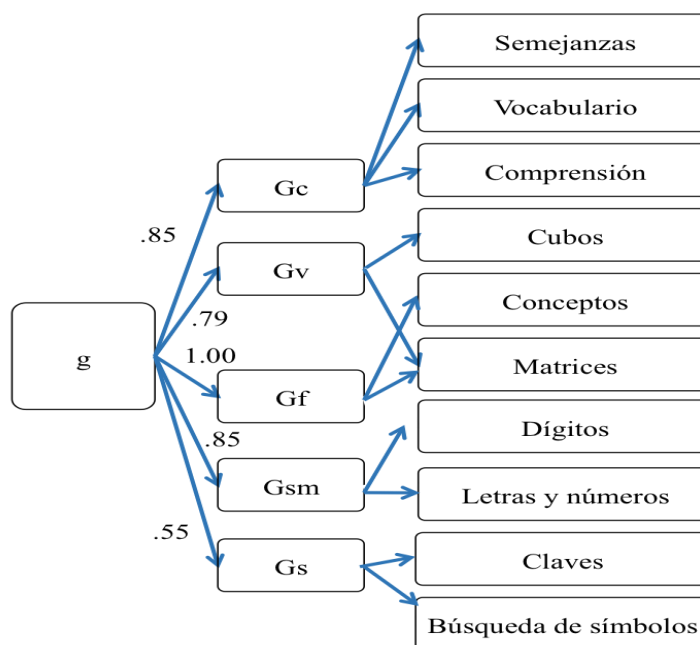 Semejanzas
Vocabulario
Comprensión
Cubos
Conceptos
Matrices
Dígitos
Letras y números
Claves
Búsqueda de símbolos
Gc
Gv
Gf
Gsm
Gs
.85
.79
1.00
.85
.55
g